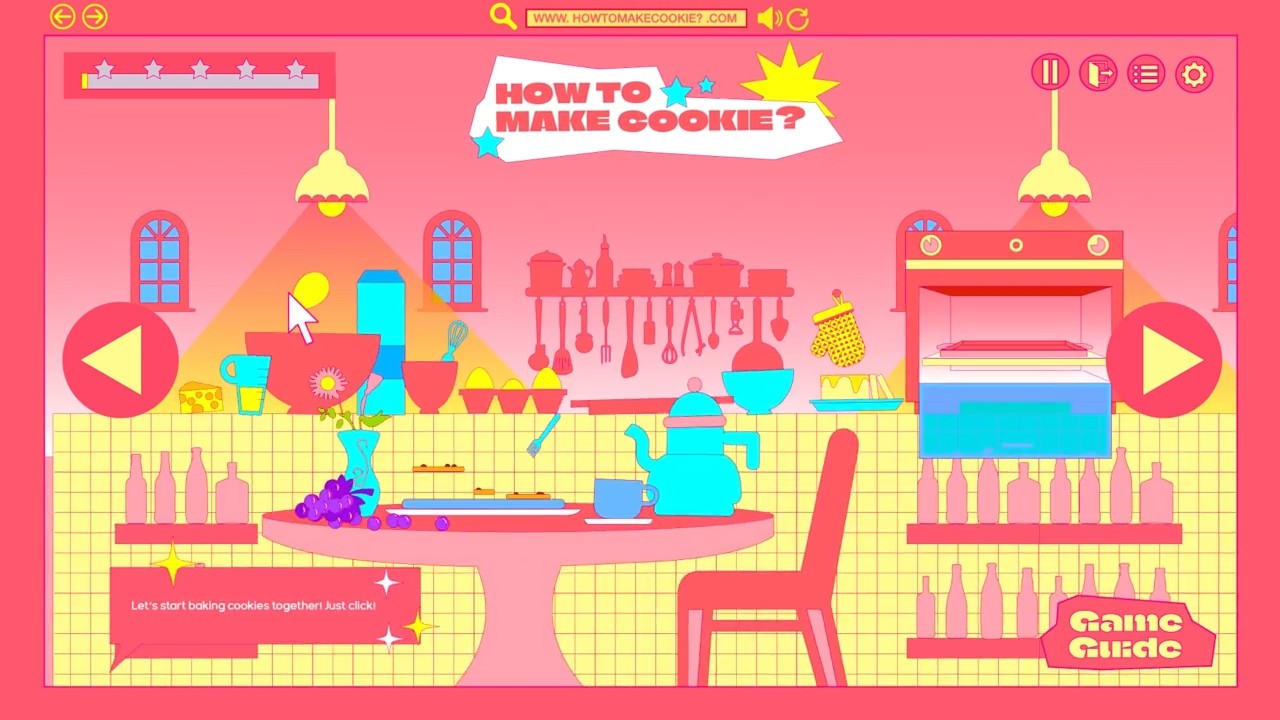 WWW. HOWTOMAKECOOKIE? .COM
HOW TO
MAKE COOKIE?
Let's start baking cookies together! Just click!
Game
Guide